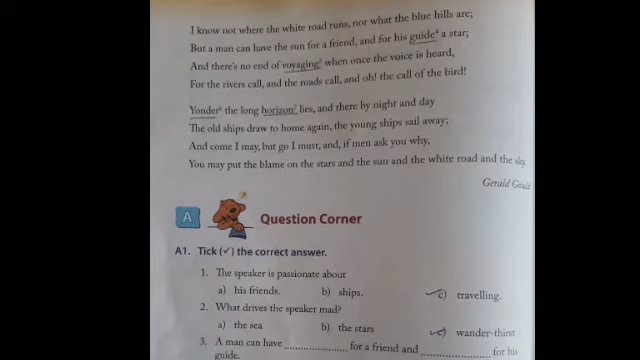 I know not where the white road runs, nor what the blue hills are;
But a man can have the sun for a friend, and for his guide⁴ a star;
And there's no end of voyaging⁵ when once the voice is heard,
For the rivers call, and the roads call, and oh! the call of the bird!
Yonder⁶ the long horizon⁷ lies, and there by night and day
The old ships draw to home again, the young ships sail away;
And come I may, but go I must, and, if men ask you why,
You may put the blame on the stars and the sun and the white road and the sky.
Gerald Gould
A Question Corner
A1. Tick (✓) the correct answer.
1. The speaker is passionate about
a) his friends. b) ships. c) travelling.
2. What drives the speaker mad?
a) the sea b) the stars c) wander-thirst
3. A man can have .................... for a friend and .................... for his
guide.